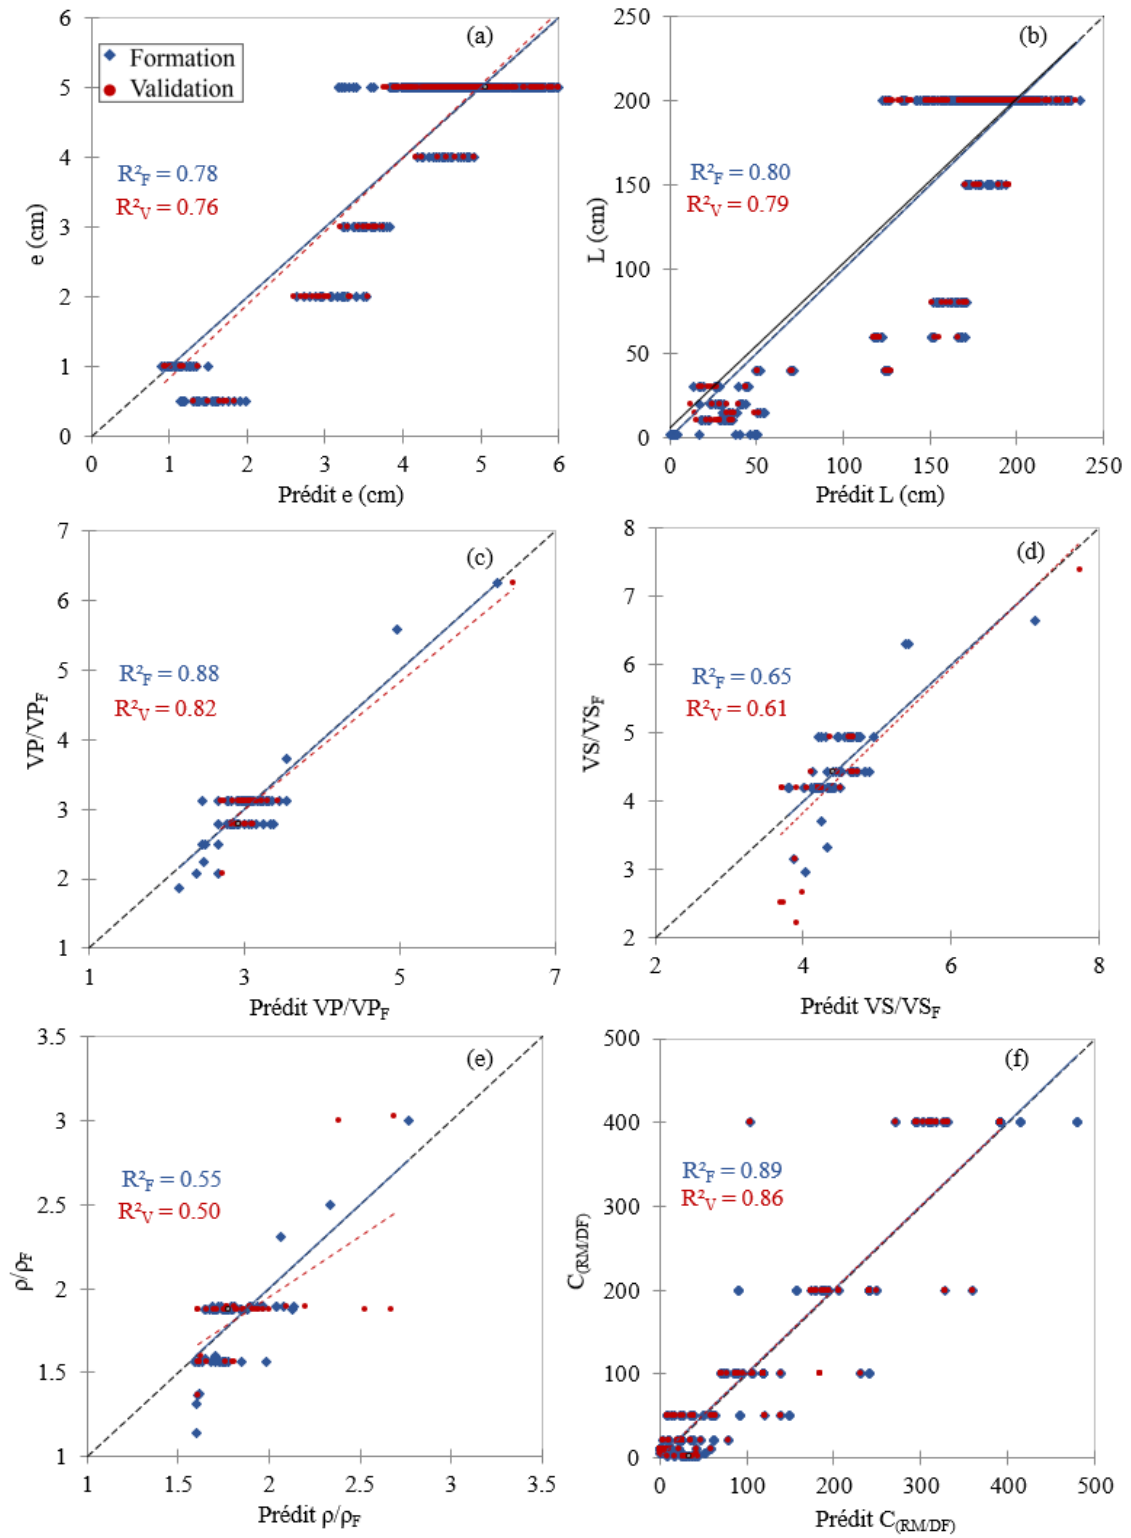 (a)
Formation
Validation
R²F = 0.78
R²V = 0.76
e (cm)
6
5
4
3
2
1
0
0 1 2 3 4 5 6
Prédit e (cm)
(b)
R²F = 0.80
R²V = 0.79
L (cm)
250
200
150
100
50
0
0 50 100 150 200 250
Prédit L (cm)
(c)
R²F = 0.88
R²V = 0.82
VP/VPF
7
6
5
4
3
2
1
1 3 5 7
Prédit VP/VPF
(d)
R²F = 0.65
R²V = 0.61
VS/VSF
8
7
6
5
4
3
2
2 4 6 8
Prédit VS/VSF
(e)
R²F = 0.55
R²V = 0.50
ρ/ρF
3.5
3
2.5
2
1.5
1
1 1.5 2 2.5 3 3.5
Prédit ρ/ρF
(f)
R²F = 0.89
R²V = 0.86
C(RM/DF)
500
400
300
200
100
0
0 100 200 300 400 500
Prédit C(RM/DF)